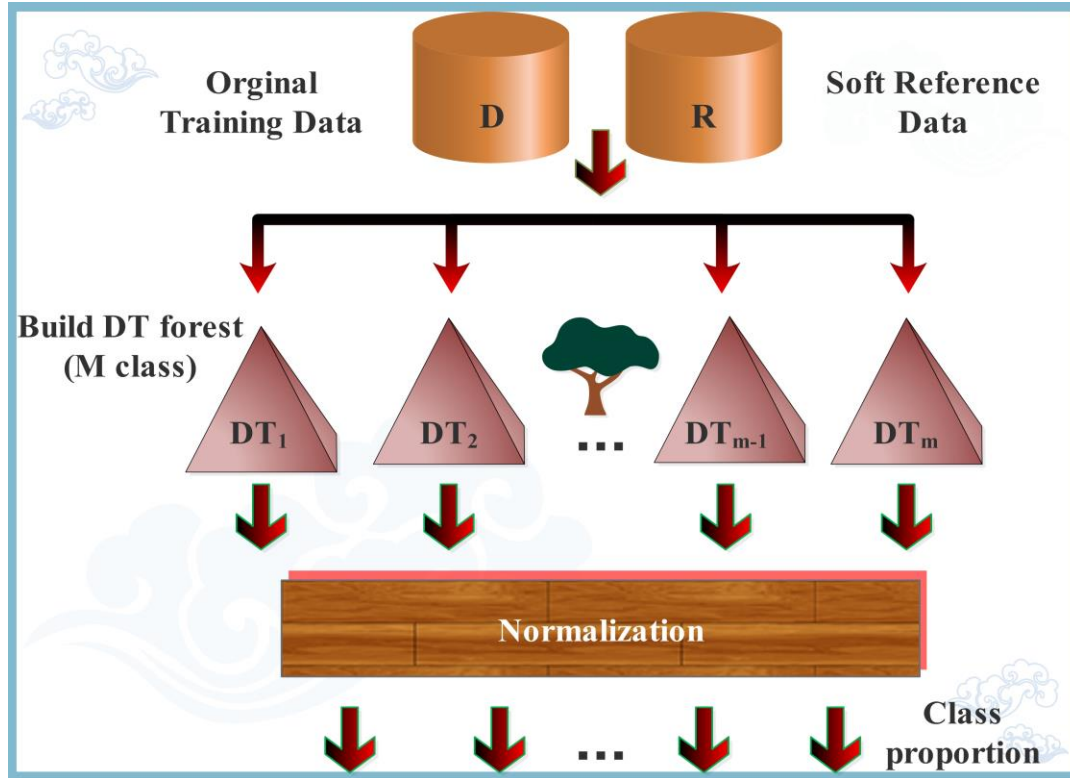 Orginal
Training Data
D
R
Soft Reference
Data
Build DT forest
(M class)
DT₁
DT₂
...
DTₘ₋₁
DTₘ
Normalization
...
Class
proportion